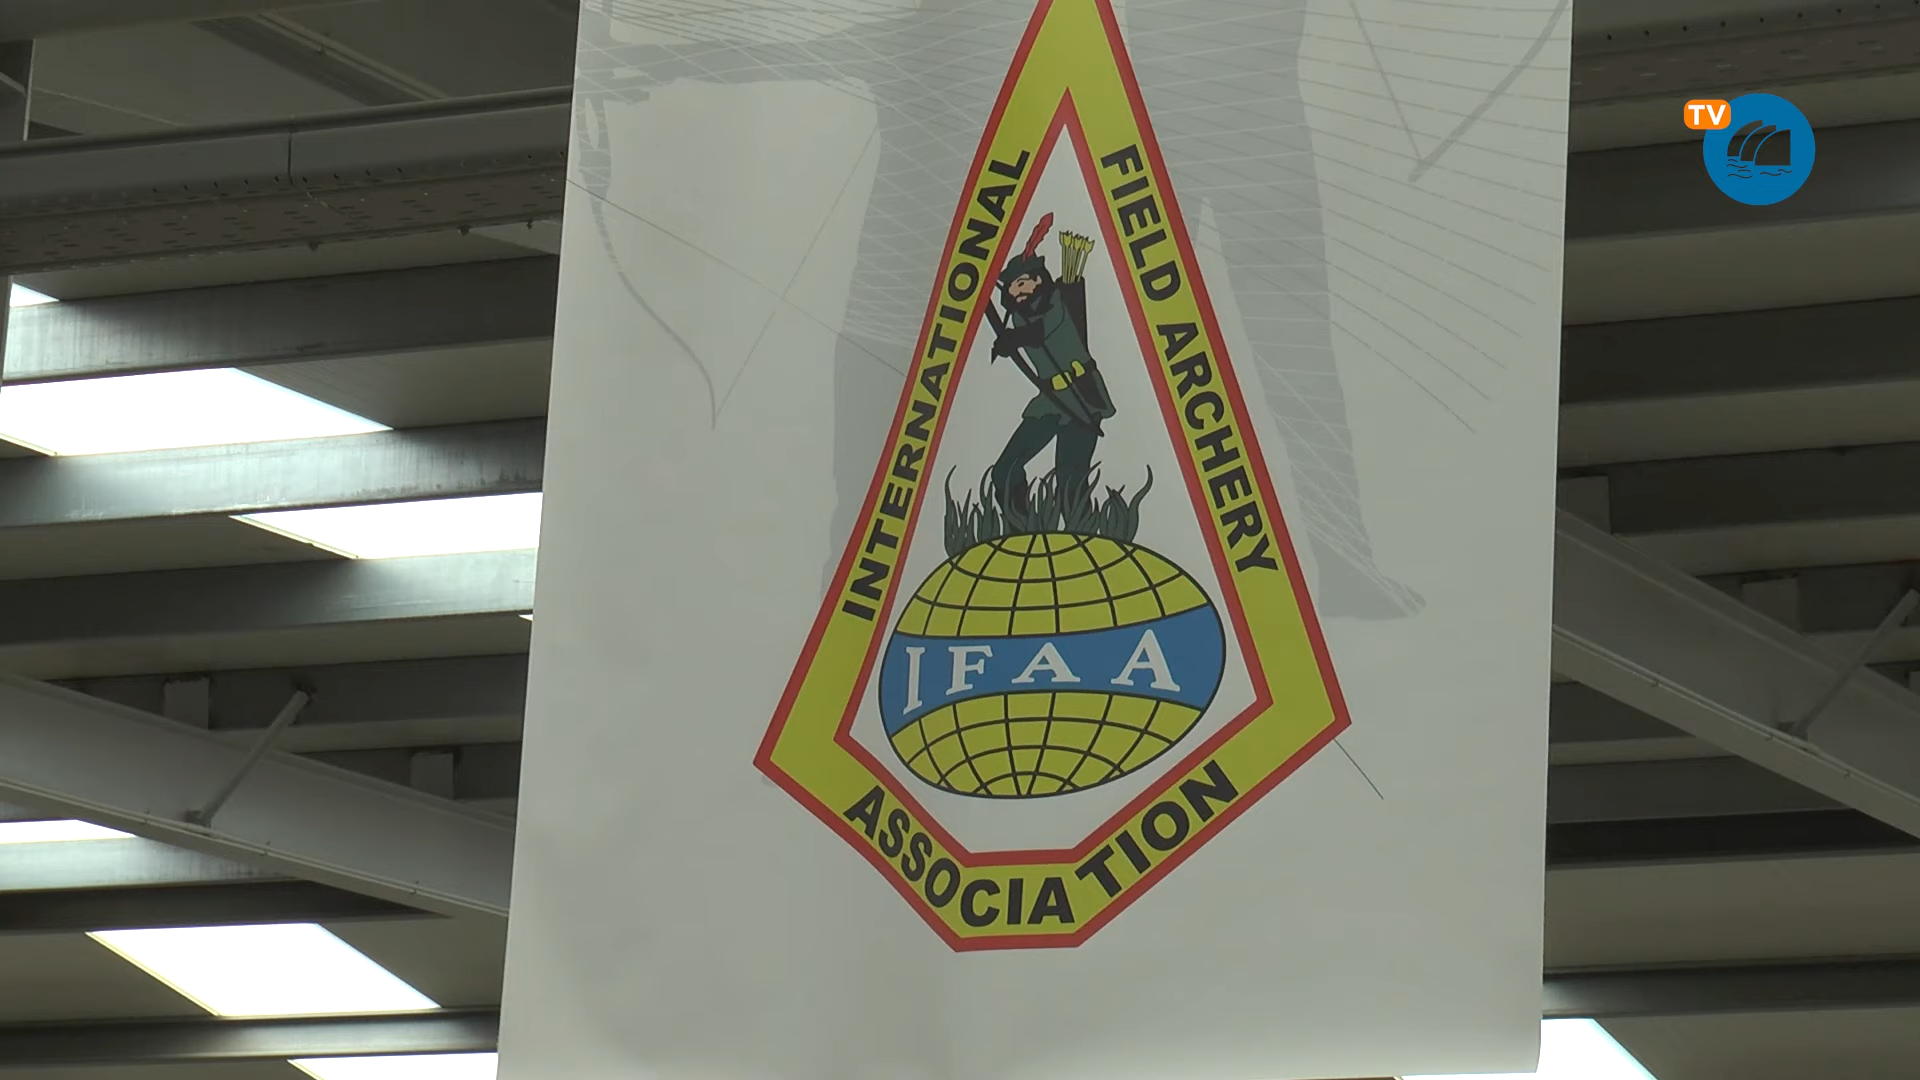 INTERNATIONAL
FIELD ARCHERY
ASSOCIATION
IFAA
TV